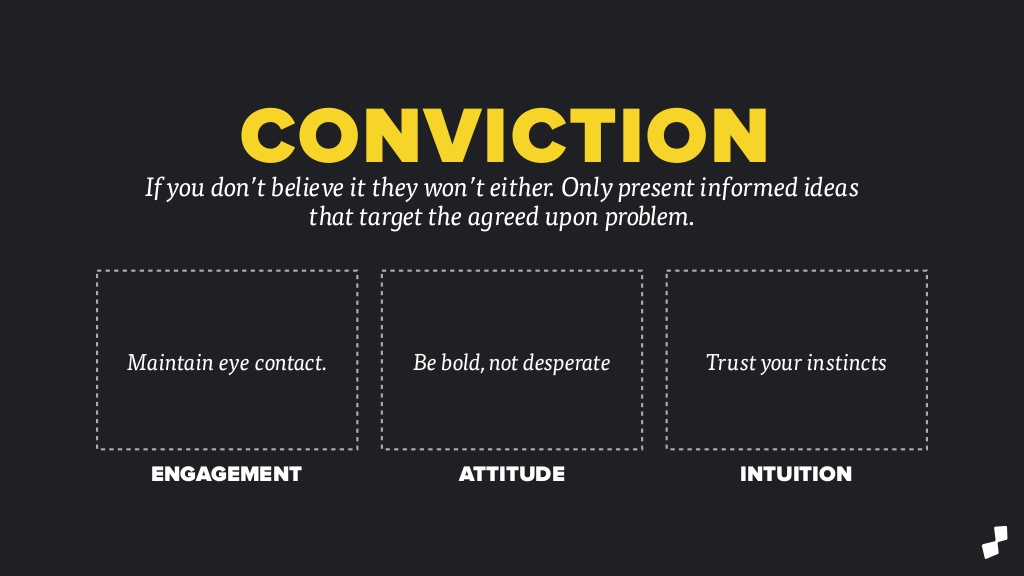 CONVICTION
If you don’t believe it they won’t either. Only present informed ideas
that target the agreed upon problem.
Maintain eye contact.
Be bold, not desperate
Trust your instincts
ENGAGEMENT
ATTITUDE
INTUITION